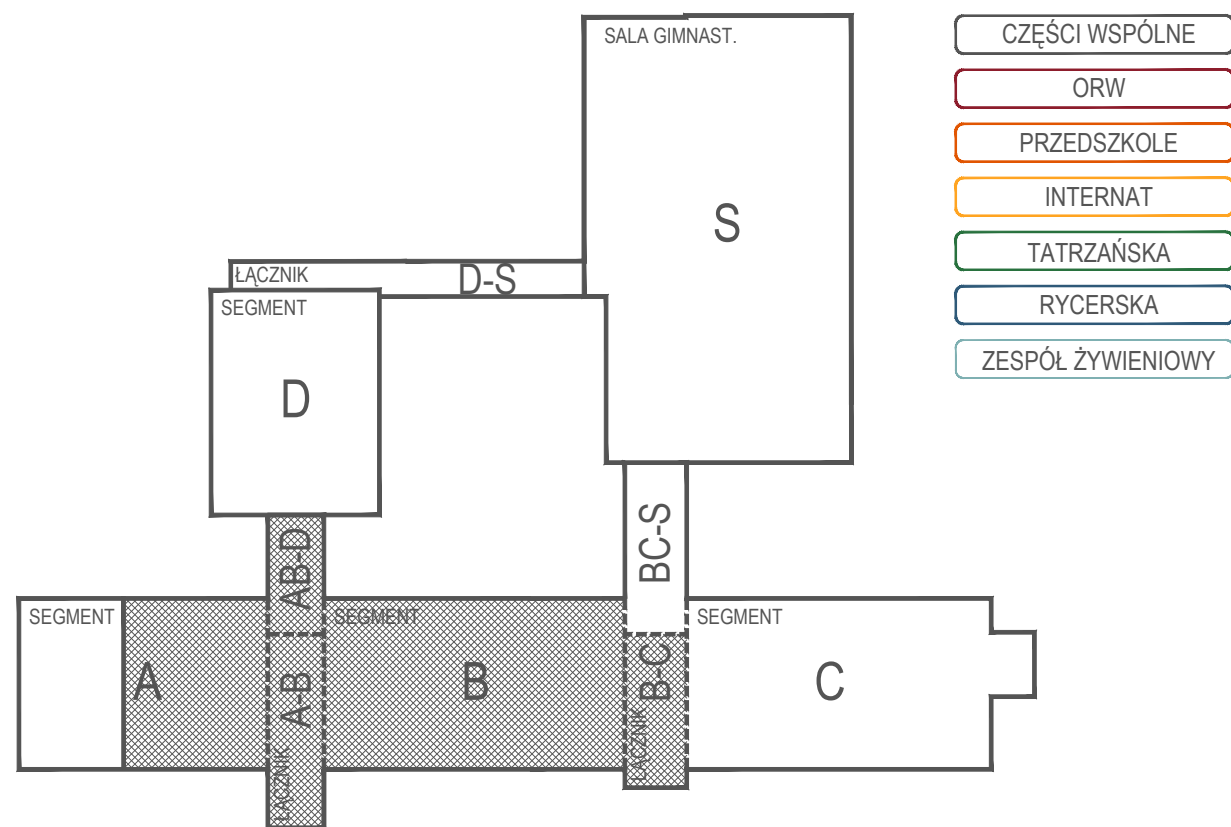 SALA GIMNAST.
S
ŁĄCZNIK
D-S
SEGMENT
D
AB-D
BC-S
SEGMENT
A
A-B
ŁĄCZNIK
SEGMENT
B
B-C
ŁĄCZNIK
SEGMENT
C
CZĘŚCI WSPÓLNE
ORW
PRZEDSZKOLE
INTERNAT
TATRZAŃSKA
RYCERSKA
ZESPÓŁ ŻYWIENIOWY